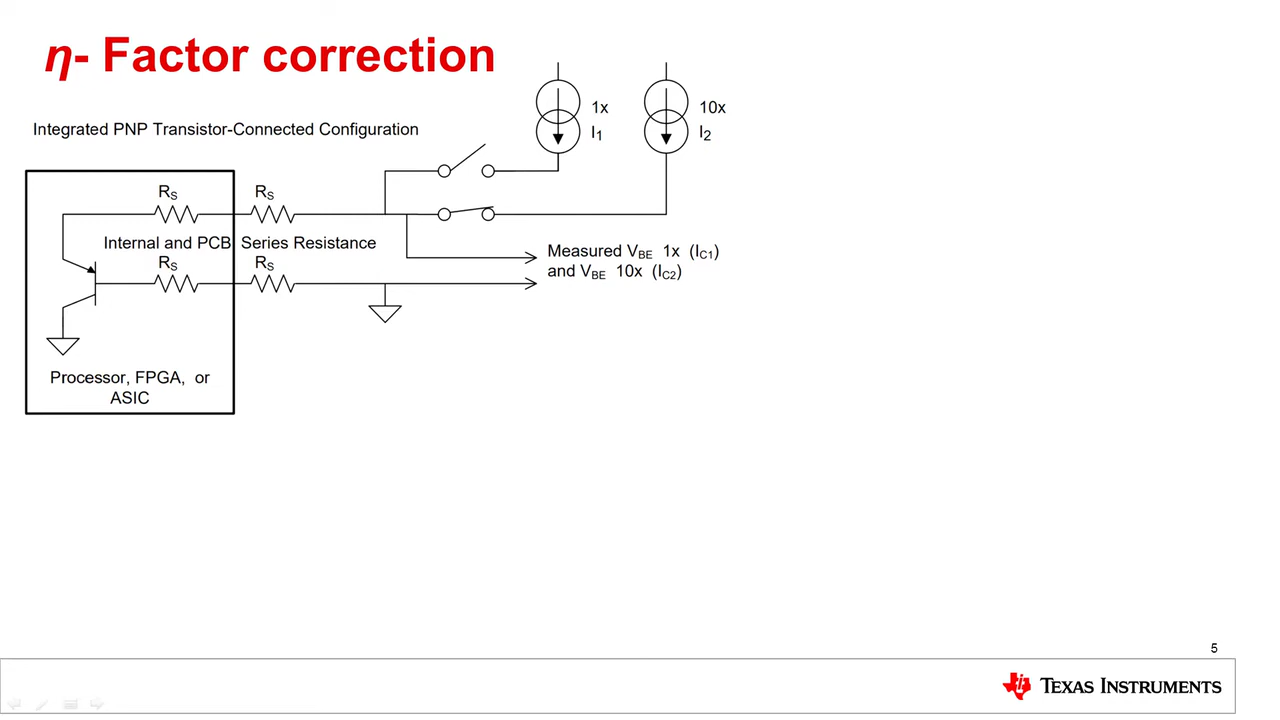 η- Factor correction
Integrated PNP Transistor-Connected Configuration
1x
I1
10x
I2
RS
RS
Internal and PCB Series Resistance
RS
RS
Measured VBE 1x (IC1)
and VBE 10x (IC2)
Processor, FPGA, or
ASIC
5
TEXAS INSTRUMENTS